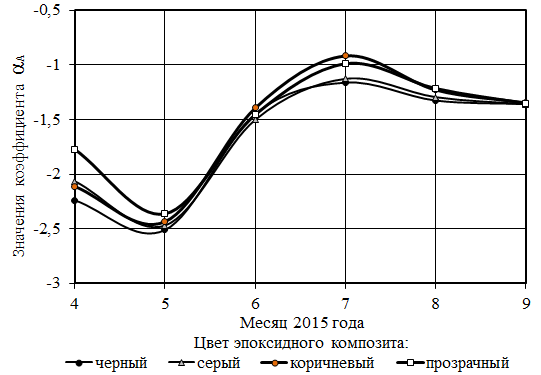 Значения коэффициента αA
-0,5
-1
-1,5
-2
-2,5
-3
4 5 6 7 8 9
Месяц 2015 года
Цвет эпоксидного композита:
черный серый коричневый прозрачный